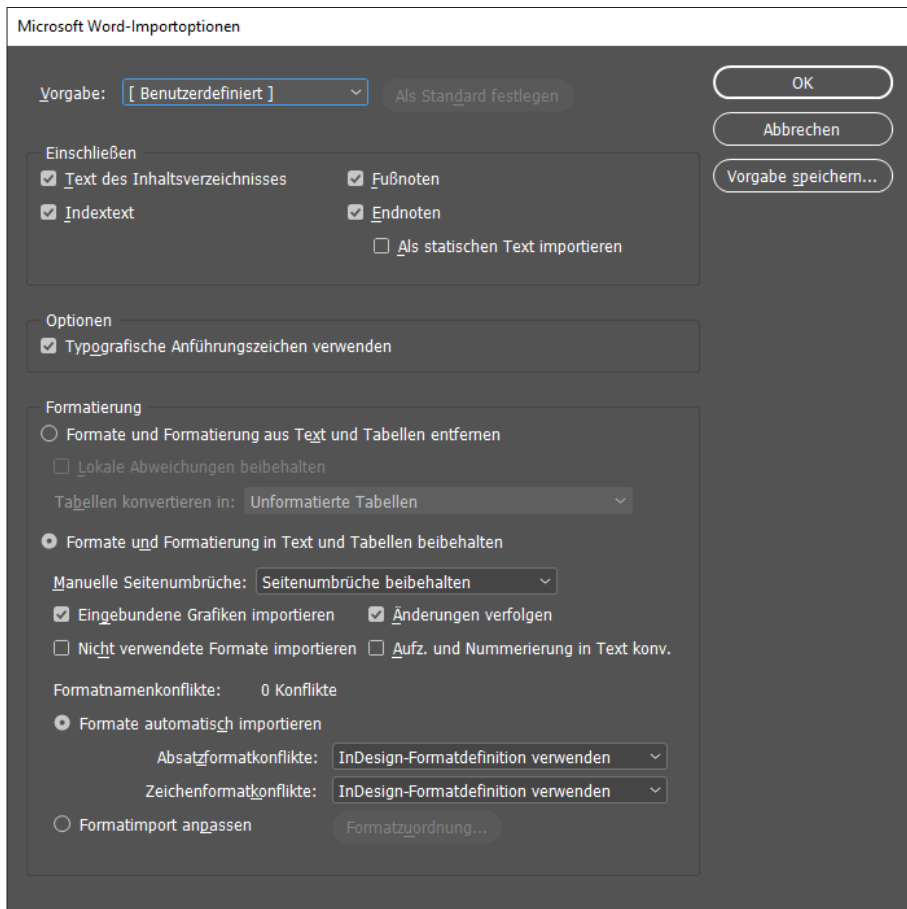 Microsoft Word-Importoptionen
Vorgabe: [ Benutzerdefiniert ] Als Standard festlegen
OK
Abbrechen
Vorgabe speichern...
Einschließen
Text des Inhaltsverzeichnisses Fußnoten
Indextext Endnoten
Als statischen Text importieren
Optionen
Typografische Anführungszeichen verwenden
Formatierung
Formate und Formatierung aus Text und Tabellen entfernen
Lokale Abweichungen beibehalten
Tabellen konvertieren in: Unformatierte Tabellen
Formate und Formatierung in Text und Tabellen beibehalten
Manuelle Seitenumbrüche: Seitenumbrüche beibehalten
Eingebundene Grafiken importieren Änderungen verfolgen
Nicht verwendete Formate importieren Aufz. und Nummerierung in Text konv.
Formatnamenkonflikte: 0 Konflikte
Formate automatisch importieren
Absatzformatkonflikte: InDesign-Formatdefinition verwenden
Zeichenformatkonflikte: InDesign-Formatdefinition verwenden
Formatimport anpassen Formatzuordnung...